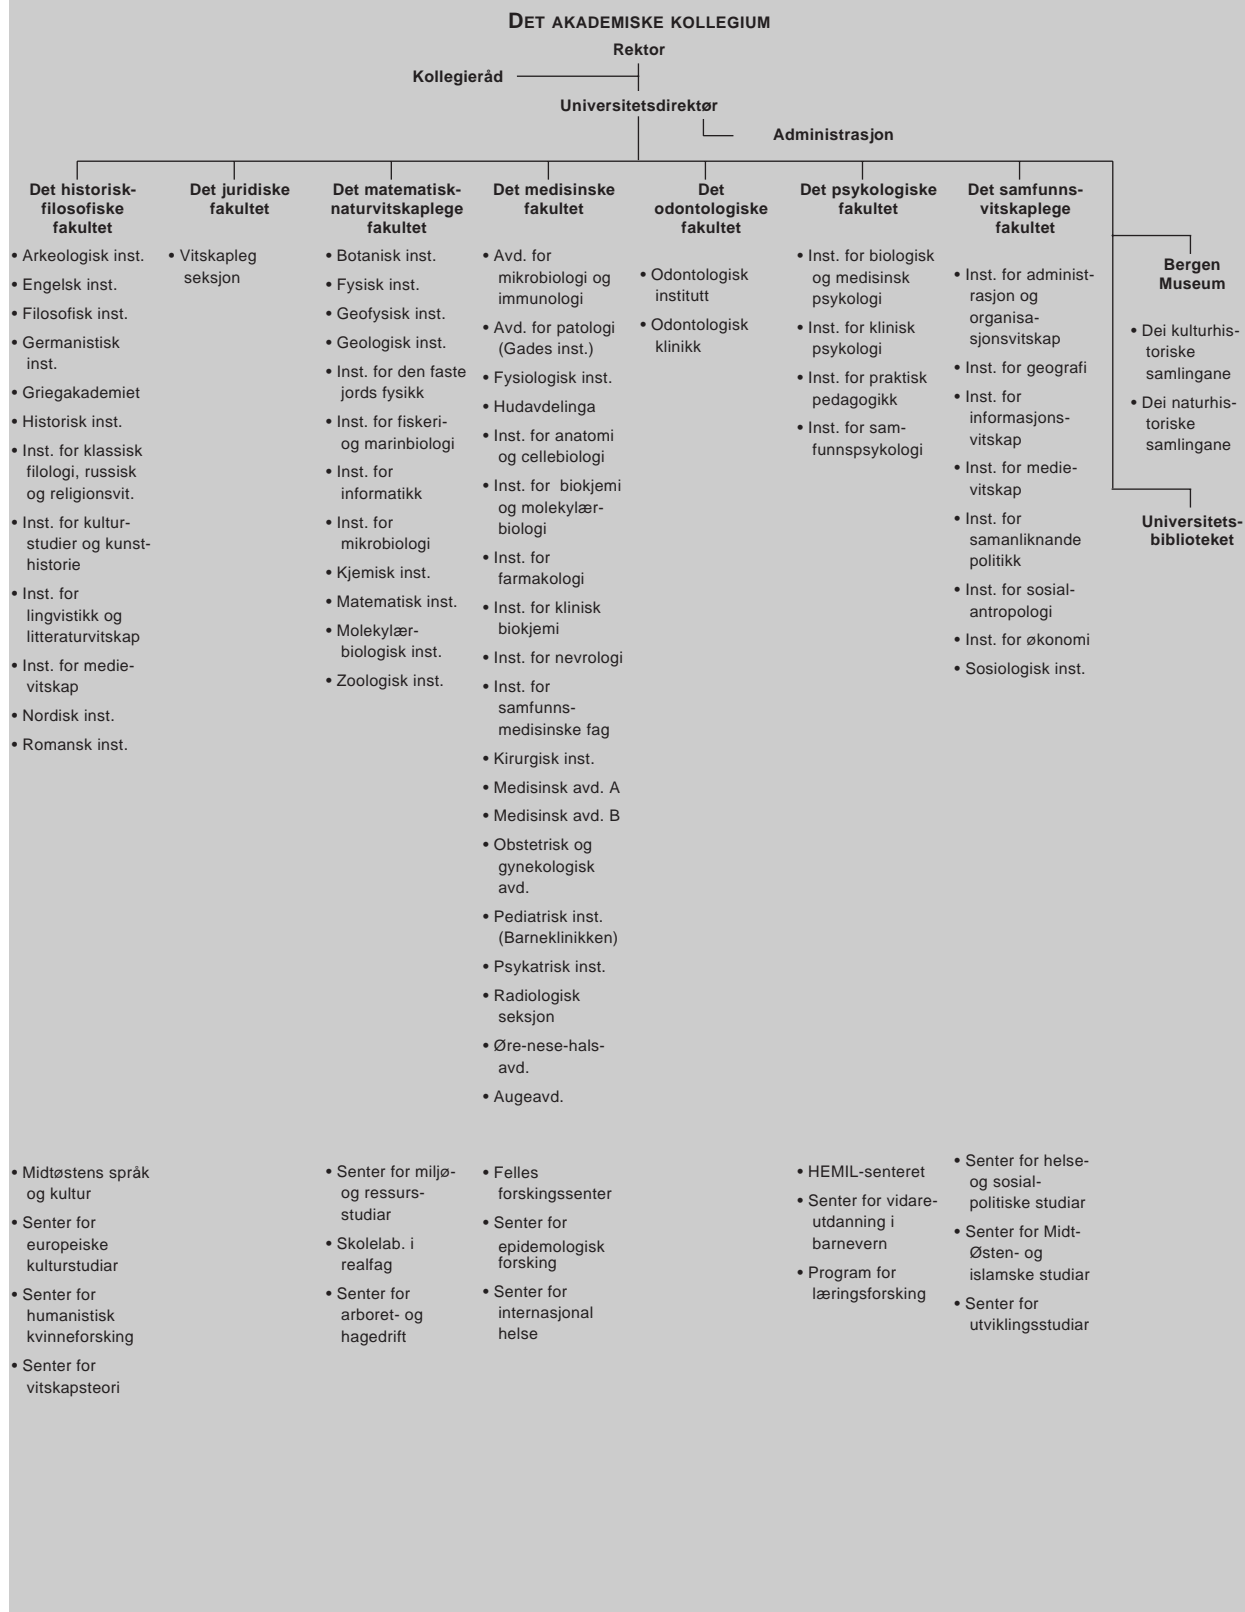 DET AKADEMISKE KOLLEGIUM
Rektor
Kollegieråd
Universitetsdirektør
Administrasjon
Det historisk-
filosofiske
fakultet
• Arkeologisk inst.
• Engelsk inst.
• Filosofisk inst.
• Germanistisk
inst.
• Griegakademiet
• Historisk inst.
• Inst. for klassisk
filologi, russisk
og religionsvit.
• Inst. for kultur-
studier og kunst-
historie
• Inst. for
lingvistikk og
litteraturvitskap
• Inst. for medie-
vitskap
• Nordisk inst.
• Romansk inst.
• Midtøstens språk
og kultur
• Senter for
europeiske
kulturstudiar
• Senter for
humanistisk
kvinneforsking
• Senter for
vitskapsteori
Det juridiske
fakultet
• Vitskapleg
seksjon
Det matematisk-
naturvitskaplege
fakultet
• Botanisk inst.
• Fysisk inst.
• Geofysisk inst.
• Geologisk inst.
• Inst. for den faste
jords fysikk
• Inst. for fiskeri-
og marinbiologi
• Inst. for
informatikk
• Inst. for
mikrobiologi
• Kjemisk inst.
• Matematisk inst.
• Molekylær-
biologisk inst.
• Zoologisk inst.
• Senter for miljø-
og ressurs-
studiar
• Skolelab. i
realfag
• Senter for
arboret- og
hagedrift
Det medisinske
fakultet
• Avd. for
mikrobiologi og
immunologi
• Avd. for patologi
(Gades inst.)
• Fysiologisk inst.
• Hudavdelinga
• Inst. for anatomi
og cellebiologi
• Inst. for biokjemi
og molekylær-
biologi
• Inst. for
farmakologi
• Inst. for klinisk
biokjemi
• Inst. for nevrologi
• Inst. for
samfunns-
medisinske fag
• Kirurgisk inst.
• Medisinsk avd. A
• Medisinsk avd. B
• Obstetrisk og
gynekologisk
avd.
• Pediatrisk inst.
(Barneklinikken)
• Psykatrisk inst.
• Radiologisk
seksjon
• Øre-nese-hals-
avd.
• Augeavd.
• Felles
forskingssenter
• Senter for
epidemologisk
forsking
• Senter for
internasjonal
helse
Det
odontologiske
fakultet
• Odontologisk
institutt
• Odontologisk
klinikk
Det psykologiske
fakultet
• Inst. for biologisk
og medisinsk
psykologi
• Inst. for klinisk
psykologi
• Inst. for praktisk
pedagogikk
• Inst. for sam-
funnspsykologi
• HEMIL-senteret
• Senter for vidare-
utdanning i
barnevern
• Program for
læringsforsking
Det samfunns-
vitskaplege
fakultet
• Inst. for administ-
rasjon og
organisa-
sjonsvitskap
• Inst. for geografi
• Inst. for
informasjons-
vitskap
• Inst. for medie-
vitskap
• Inst. for
samanliknande
politikk
• Inst. for sosial-
antropologi
• Inst. for økonomi
• Sosiologisk inst.
• Senter for helse-
og sosial-
politiske studiar
• Senter for Midt-
Østen- og
islamske studiar
• Senter for
utviklingsstudiar
Bergen
Museum
• Dei kulturhis-
toriske
samlingane
• Dei naturhis-
toriske
samlingane
Universitets-
biblioteket